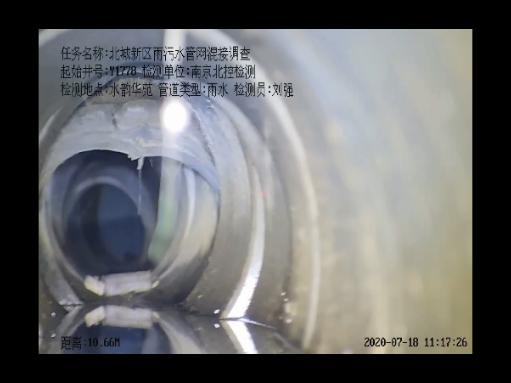 任务名称:北城新区雨污水管网混接调查
起始井号:Y1770 检测单位:南京北控检测
检测地点:水韵华苑 管道类型:雨水 检测员:刘强
距离:10.66M
2020-07-18 11:17:26